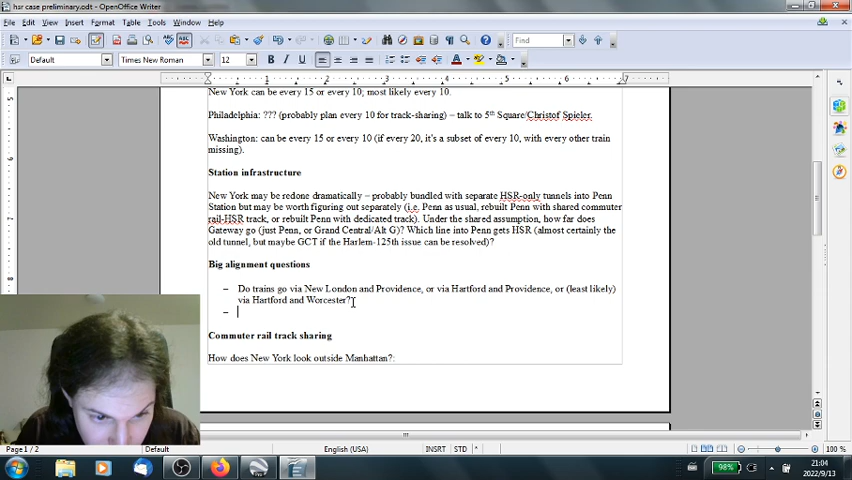 hsr case preliminary.odt - OpenOffice Writer
File Edit View Insert Format Table Tools Window Help
Find
Default Times New Roman 12 B I U
1 2 3 4 5 6 7
New York can be every 15 or every 10; most likely every 10.
Philadelphia: ??? (probably plan every 10 for track-sharing) – talk to 5th Square/Christof Spieler.
Washington: can be every 15 or every 10 (if every 20, it's a subset of every 10, with every other train
missing).
Station infrastructure
New York may be redone dramatically – probably bundled with separate HSR-only tunnels into Penn
Station but may be worth figuring out separately (i.e. Penn as usual, rebuilt Penn with shared commuter
rail-HSR track, or rebuilt Penn with dedicated track). Under the shared assumption, how far does
Gateway go (just Penn, or Grand Central/Alt G)? Which line into Penn gets HSR (almost certainly the
old tunnel, but maybe GCT if the Harlem-125th issue can be resolved)?
Big alignment questions
– Do trains go via New London and Providence, or via Hartford and Providence, or (least likely)
via Hartford and Worcester?
–
Commuter rail track sharing
How does New York look outside Manhattan?:
Page 1 / 2 Default English (USA) INSRT STD * 100 %
98% 21:04
2022/9/13